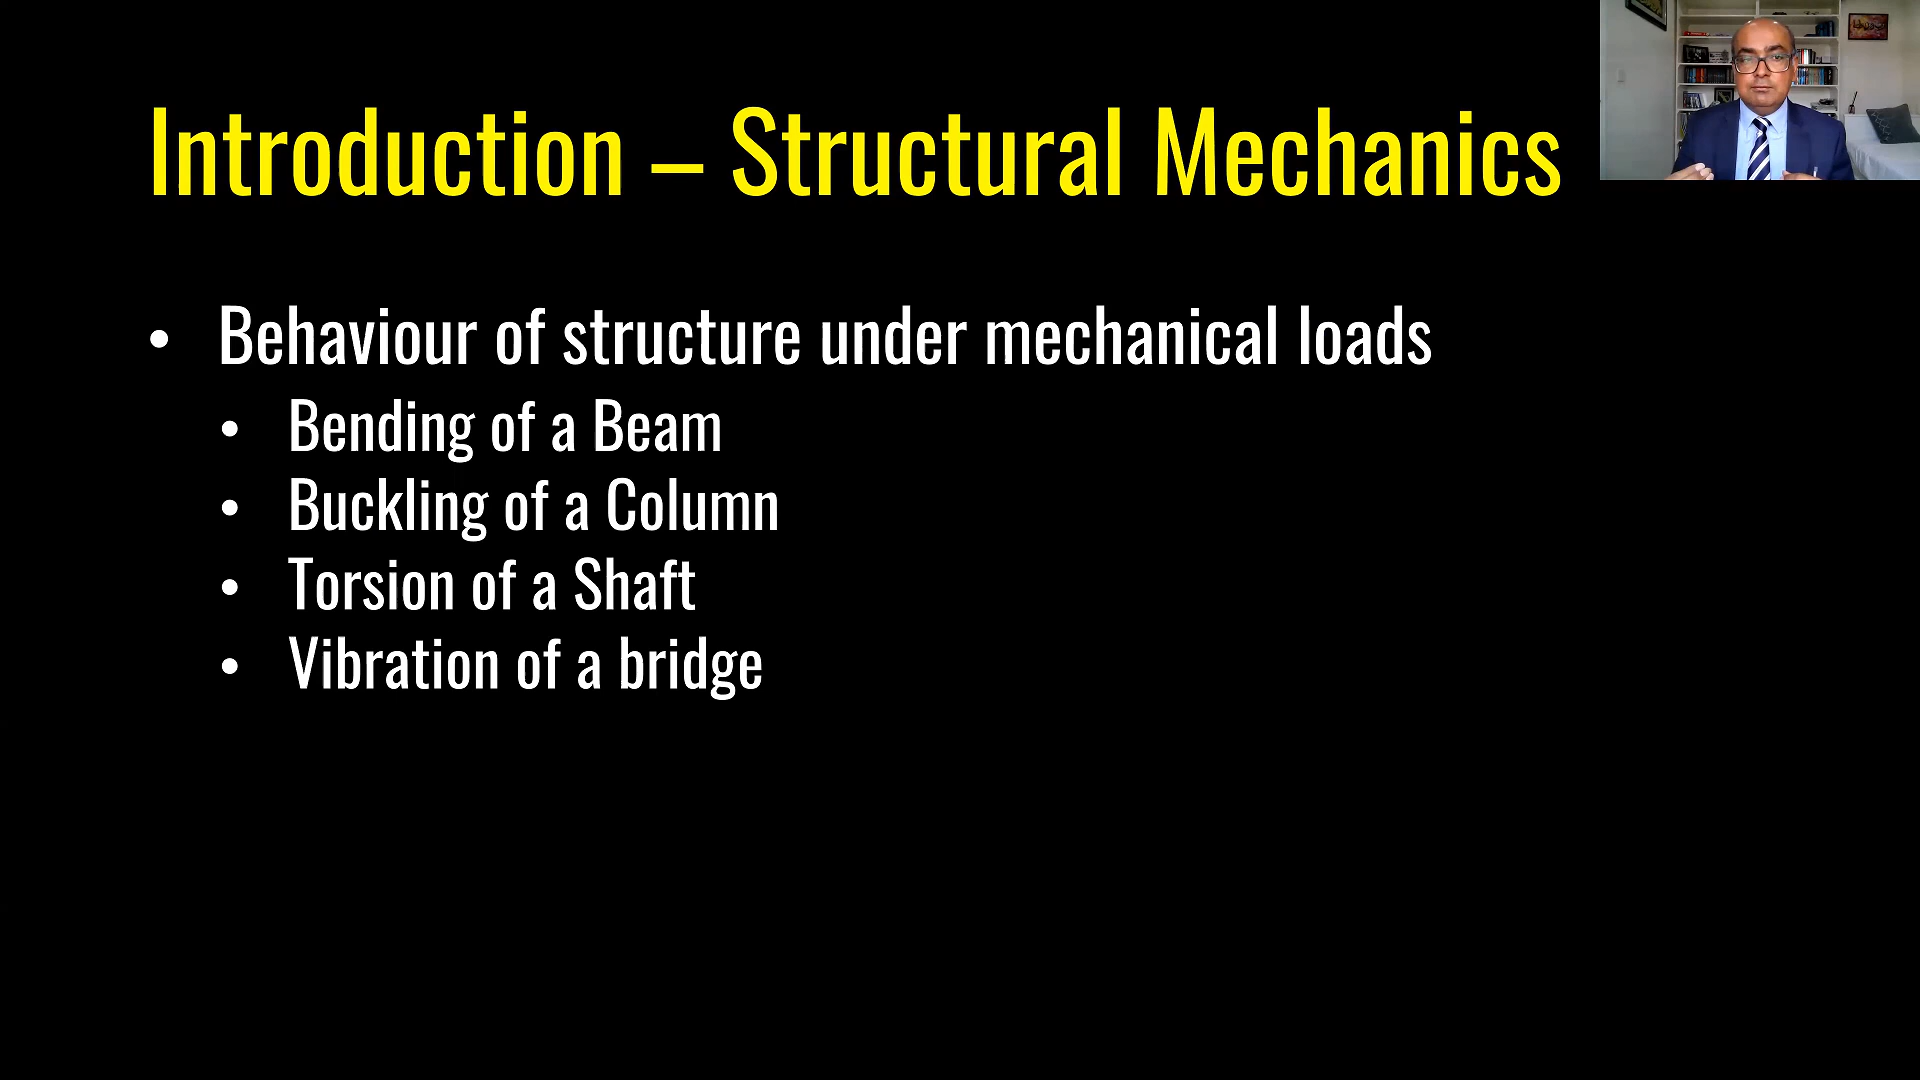 Introduction – Structural Mechanics
• Behaviour of structure under mechanical loads
• Bending of a Beam
• Buckling of a Column
• Torsion of a Shaft
• Vibration of a bridge